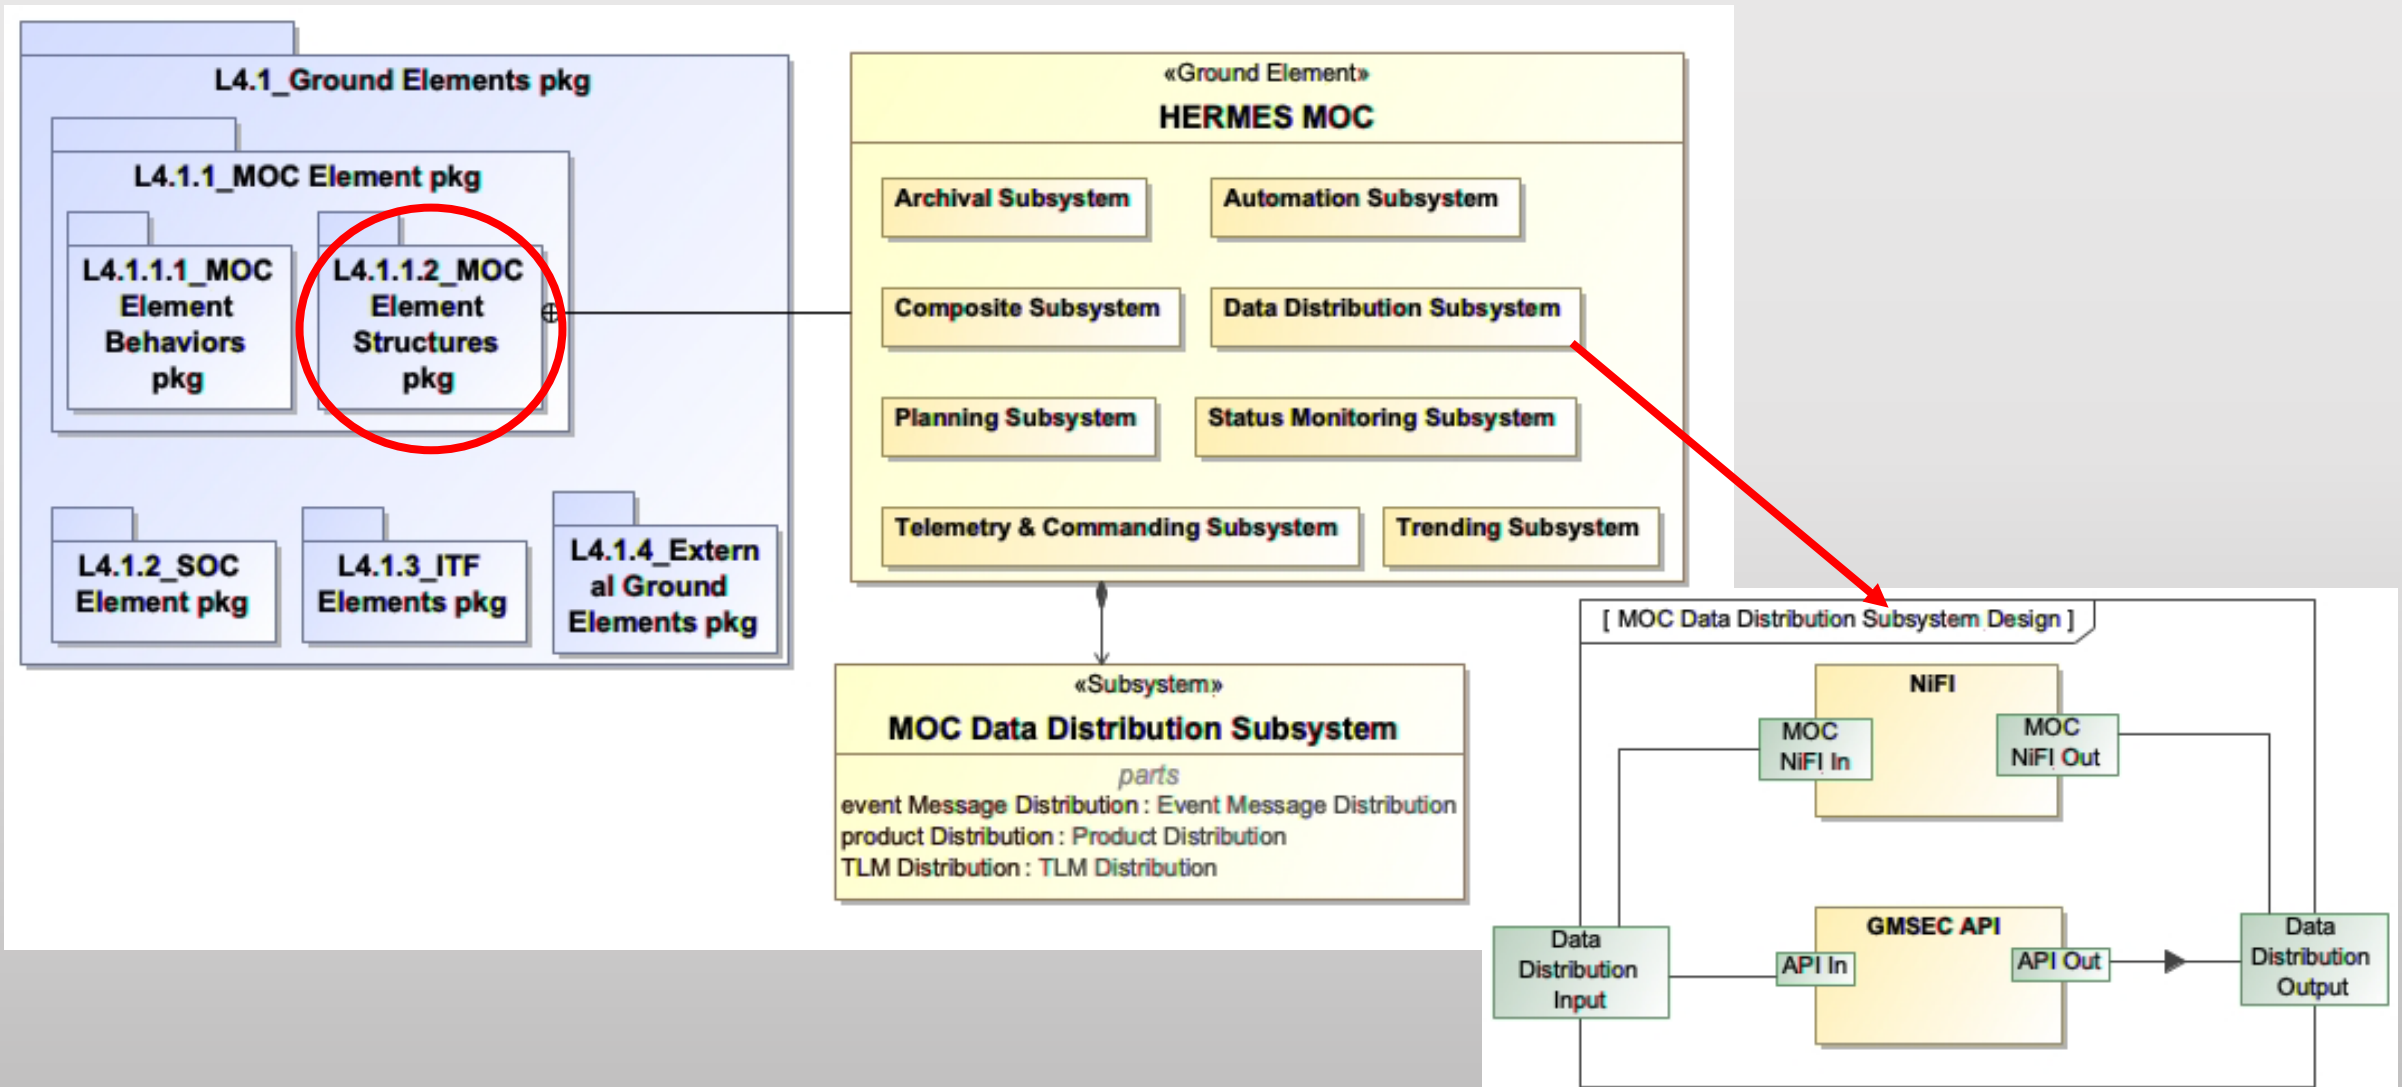 L4.1_Ground Elements pkg
L4.1.1_MOC Element pkg
L4.1.1.1_MOC
Element
Behaviors
pkg
L4.1.1.2_MOC
Element
Structures
pkg
L4.1.2_SOC
Element pkg
L4.1.3_ITF
Elements pkg
L4.1.4_Extern
al Ground
Elements pkg
«Ground Element»
HERMES MOC
Archival Subsystem
Automation Subsystem
Composite Subsystem
Data Distribution Subsystem
Planning Subsystem
Status Monitoring Subsystem
Telemetry & Commanding Subsystem
Trending Subsystem
«Subsystem»
MOC Data Distribution Subsystem
parts
event Message Distribution : Event Message Distribution
product Distribution : Product Distribution
TLM Distribution : TLM Distribution
[ MOC Data Distribution Subsystem Design ]
NiFI
MOC
NiFI In
MOC
NiFI Out
GMSEC API
API In
API Out
Data
Distribution
Input
Data
Distribution
Output